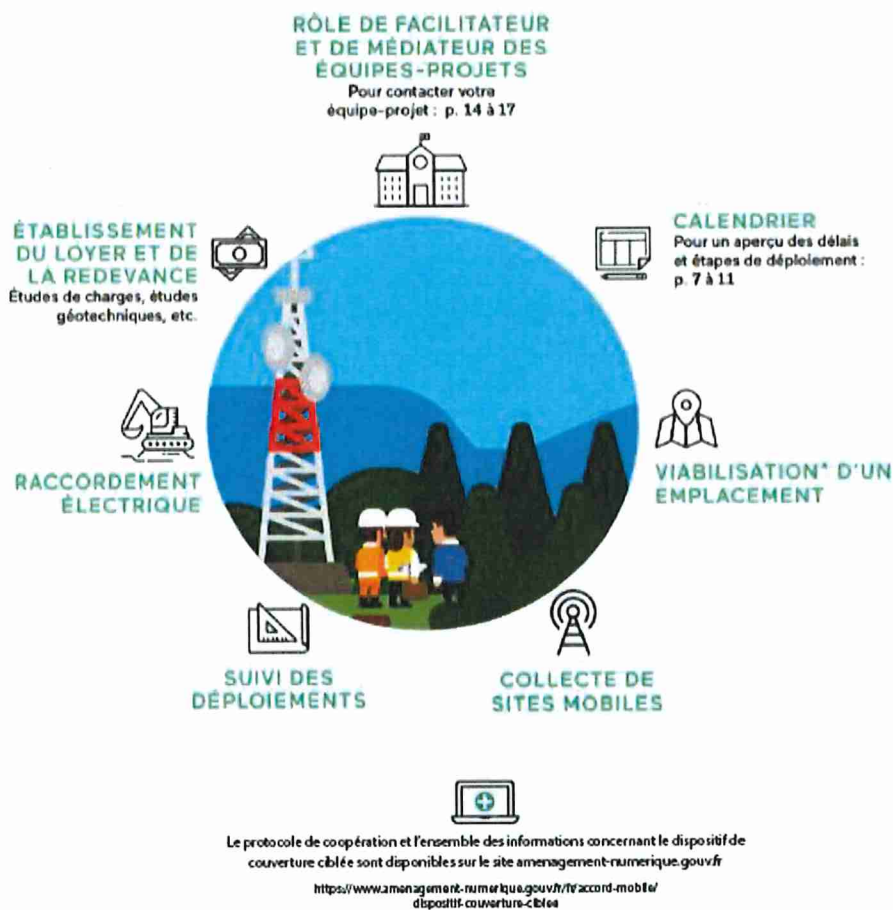 RÔLE DE FACILITATEUR
ET DE MÉDIATEUR DES
ÉQUIPES-PROJETS
Pour contacter votre
équipe-projet : p. 14 à 17
ÉTABLISSEMENT
DU LOYER ET DE
LA REDEVANCE
Études de charges, études
géotechniques, etc.
CALENDRIER
Pour un aperçu des délais
et étapes de déploiement :
p. 7 à 11
RACCORDEMENT
ÉLECTRIQUE
VIABILISATION* D'UN
EMPLACEMENT
SUIVI DES
DÉPLOIEMENTS
COLLECTE DE
SITES MOBILES
Le protocole de coopération et l'ensemble des informations concernant le dispositif de
couverture ciblée sont disponibles sur le site amenagement-numerique.gouv.fr
https://www.amenagement-numerique.gouv.fr/fr/accord-mobile/
dispositif-couverture-ciblee